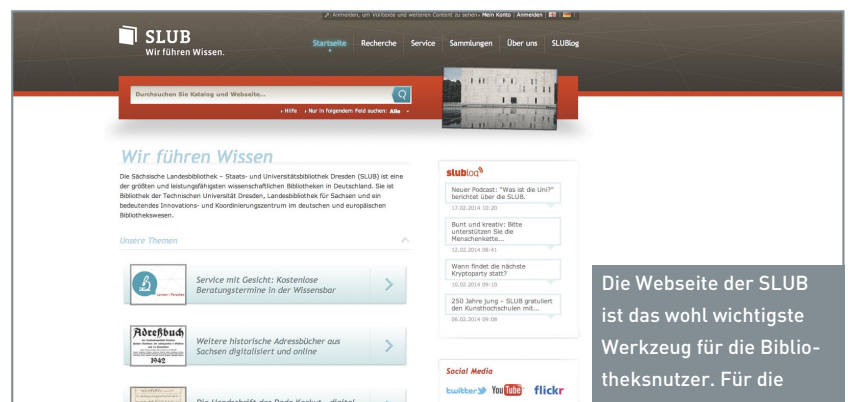 Anmelden, um Volltexte und weiteren Content zu sehen › Mein Konto | Anmelden
SLUB
Wir führen Wissen.
Startseite Recherche Service Sammlungen Über uns SLUBlog
Durchsuchen Sie Katalog und Webseite...
› Hilfe › Nur in folgendem Feld suchen: Alle
Wir führen Wissen
Die Sächsische Landesbibliothek – Staats- und Universitätsbibliothek Dresden (SLUB) ist eine
der größten und leistungsfähigsten wissenschaftlichen Bibliotheken in Deutschland. Sie ist
Bibliothek der Technischen Universität Dresden, Landesbibliothek für Sachsen und ein
bedeutendes Innovations- und Koordinierungszentrum im deutschen und europäischen
Bibliothekswesen.
Unsere Themen
Service mit Gesicht: Kostenlose
Beratungstermine in der Wissensbar
Adreßbuch
1942
Weitere historische Adressbücher aus
Sachsen digitalisiert und online
slublog
Neuer Podcast: "Was ist die Uni?"
berichtet über die SLUB.
17.02.2014 10:20
Bunt und kreativ: Bitte
unterstützen Sie die
Menschenkette...
12.02.2014 08:41
Wann findet die nächste
Kryptoparty statt?
10.02.2014 09:10
250 Jahre jung – SLUB gratuliert
den Kunsthochschulen mit...
06.02.2014 09:08
Social Media
twitter YouTube flickr
Die Webseite der SLUB
ist das wohl wichtigste
Werkzeug für die Biblio-
theksnutzer. Für die